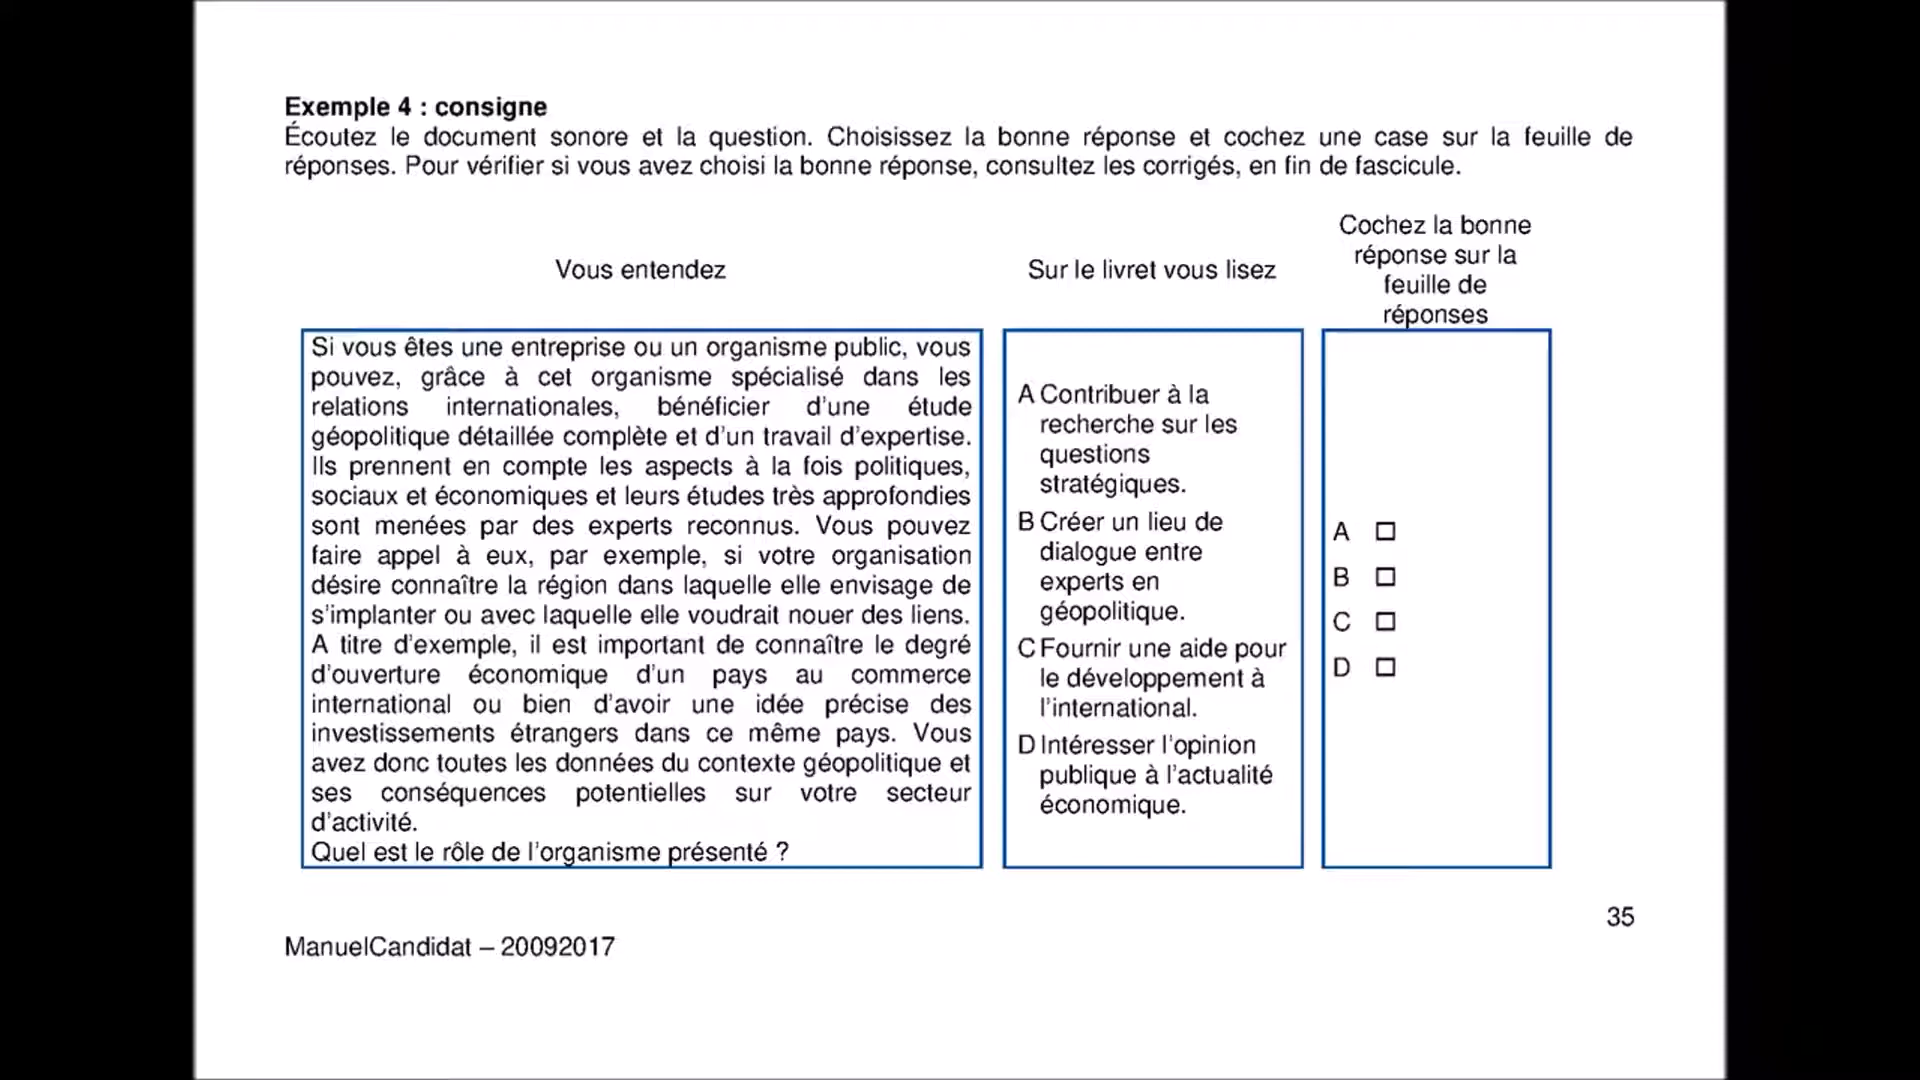 Exemple 4 : consigne
Écoutez le document sonore et la question. Choisissez la bonne réponse et cochez une case sur la feuille de
réponses. Pour vérifier si vous avez choisi la bonne réponse, consultez les corrigés, en fin de fascicule.
Vous entendez
Si vous êtes une entreprise ou un organisme public, vous
pouvez, grâce à cet organisme spécialisé dans les
relations internationales, bénéficier d'une étude
géopolitique détaillée complète et d'un travail d'expertise.
Ils prennent en compte les aspects à la fois politiques,
sociaux et économiques et leurs études très approfondies
sont menées par des experts reconnus. Vous pouvez
faire appel à eux, par exemple, si votre organisation
désire connaître la région dans laquelle elle envisage de
s'implanter ou avec laquelle elle voudrait nouer des liens.
A titre d'exemple, il est important de connaître le degré
d'ouverture économique d'un pays au commerce
international ou bien d'avoir une idée précise des
investissements étrangers dans ce même pays. Vous
avez donc toutes les données du contexte géopolitique et
ses conséquences potentielles sur votre secteur
d'activité.
Quel est le rôle de l'organisme présenté ?
Sur le livret vous lisez
A Contribuer à la
recherche sur les
questions
stratégiques.
B Créer un lieu de
dialogue entre
experts en
géopolitique.
C Fournir une aide pour
le développement à
l'international.
D Intéresser l'opinion
publique à l'actualité
économique.
Cochez la bonne
réponse sur la
feuille de
réponses
A ☐
B ☐
C ☐
D ☐
35
ManuelCandidat – 20092017